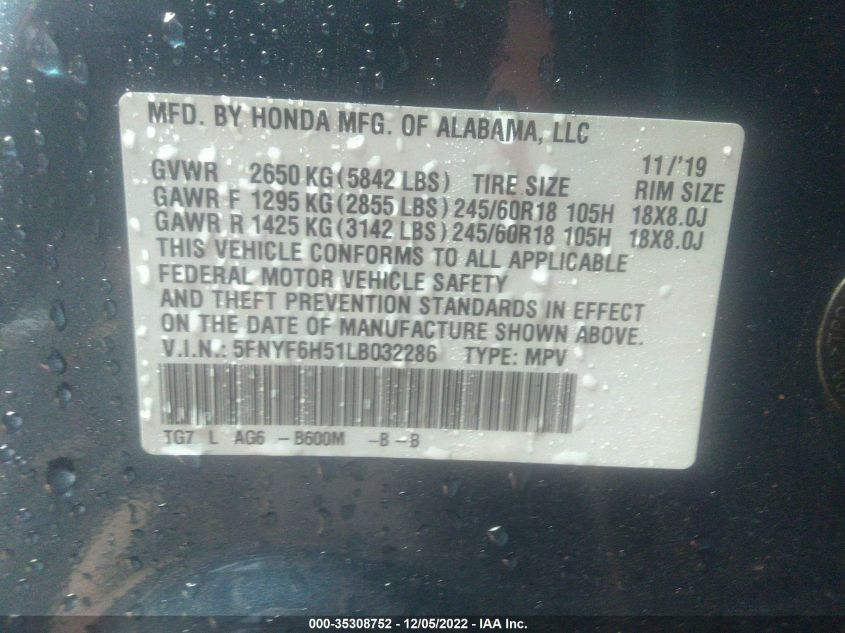 MFD. BY HONDA MFG. OF ALABAMA, LLC
11/'19
GVWR 2650 KG (5842 LBS) TIRE SIZE RIM SIZE
GAWR F 1295 KG (2855 LBS) 245/60R18 105H 18X8.0J
GAWR R 1425 KG (3142 LBS) 245/60R18 105H 18X8.0J
THIS VEHICLE CONFORMS TO ALL APPLICABLE
FEDERAL MOTOR VEHICLE SAFETY
AND THEFT PREVENTION STANDARDS IN EFFECT
ON THE DATE OF MANUFACTURE SHOWN ABOVE.
V.I.N.: 5FNYF6H51LB032286 TYPE: MPV
TG7 L AG6 -B600M -B -B
000-35308752 - 12/05/2022 - IAA Inc.